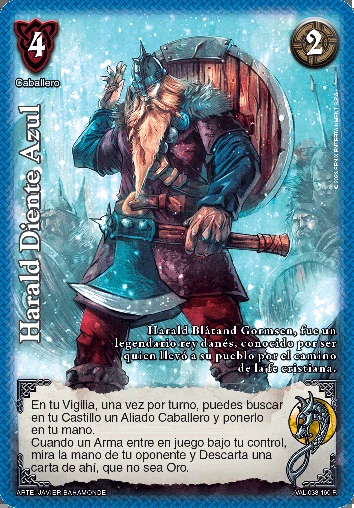 4
2
Caballero
Harald Diente Azul
Harald Blåtand Gormsen, fue un
legendario rey danés, conocido por ser
quien llevó a su pueblo por el camino
de la fe cristiana.
En tu Vigilia, una vez por turno, puedes buscar
en tu Castillo un Aliado Caballero y ponerlo
en tu mano.
Cuando un Arma entre en juego bajo tu control,
mira la mano de tu oponente y Descarta una
carta de ahí, que no sea Oro.
ARTE: JAVIER BAHAMONDE